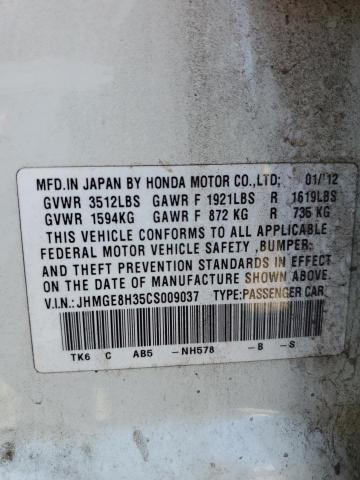 MFD.IN JAPAN BY HONDA MOTOR CO.,LTD: 01/'12
GVWR 3512LBS GAWR F 1921LBS R 1619LBS
GVWR 1594KG GAWR F 872 KG R 735 KG
THIS VEHICLE CONFORMS TO ALL APPLICABLE
FEDERAL MOTOR VEHICLE SAFETY ,BUMPER,
AND THEFT PREVENTION STANDARDS IN EFFECT
ON THE DATE OF MANUFACTURE SHOWN ABOVE.
V.I.N: JHMGE8H35CS009037 TYPE:PASSENGER CAR
TK6 C AB5 -NH578 -B -S